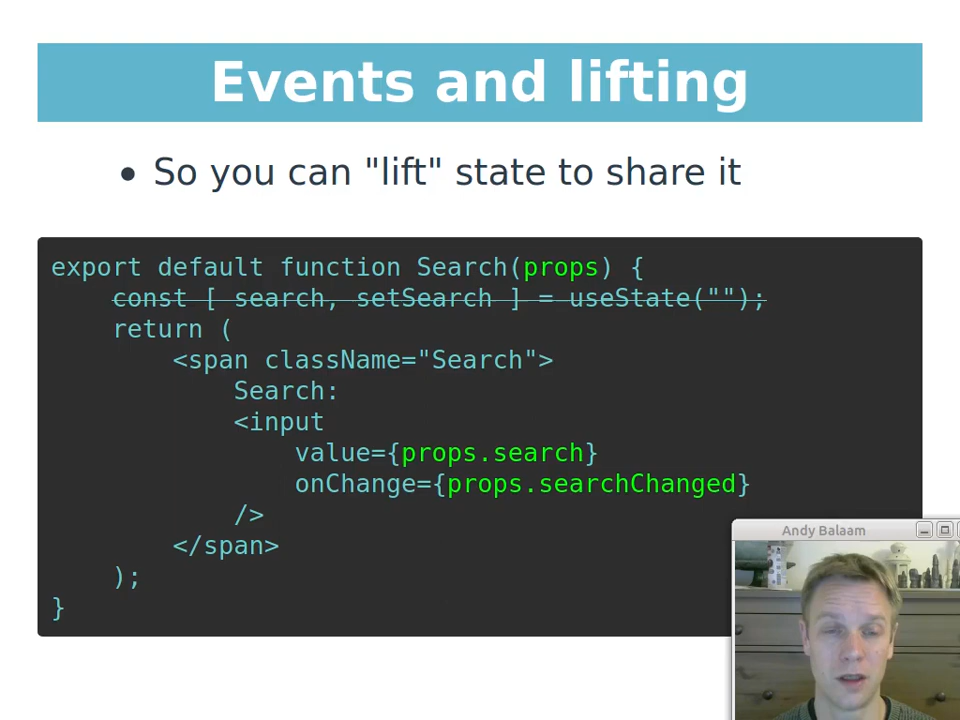 Events and lifting
• So you can "lift" state to share it
export default function Search(props) {
    const [ search, setSearch ] = useState("");
    return (
        <span className="Search">
            Search:
            <input
                value={props.search}
                onChange={props.searchChanged}
            />
        </span>
    );
}
Andy Balaam